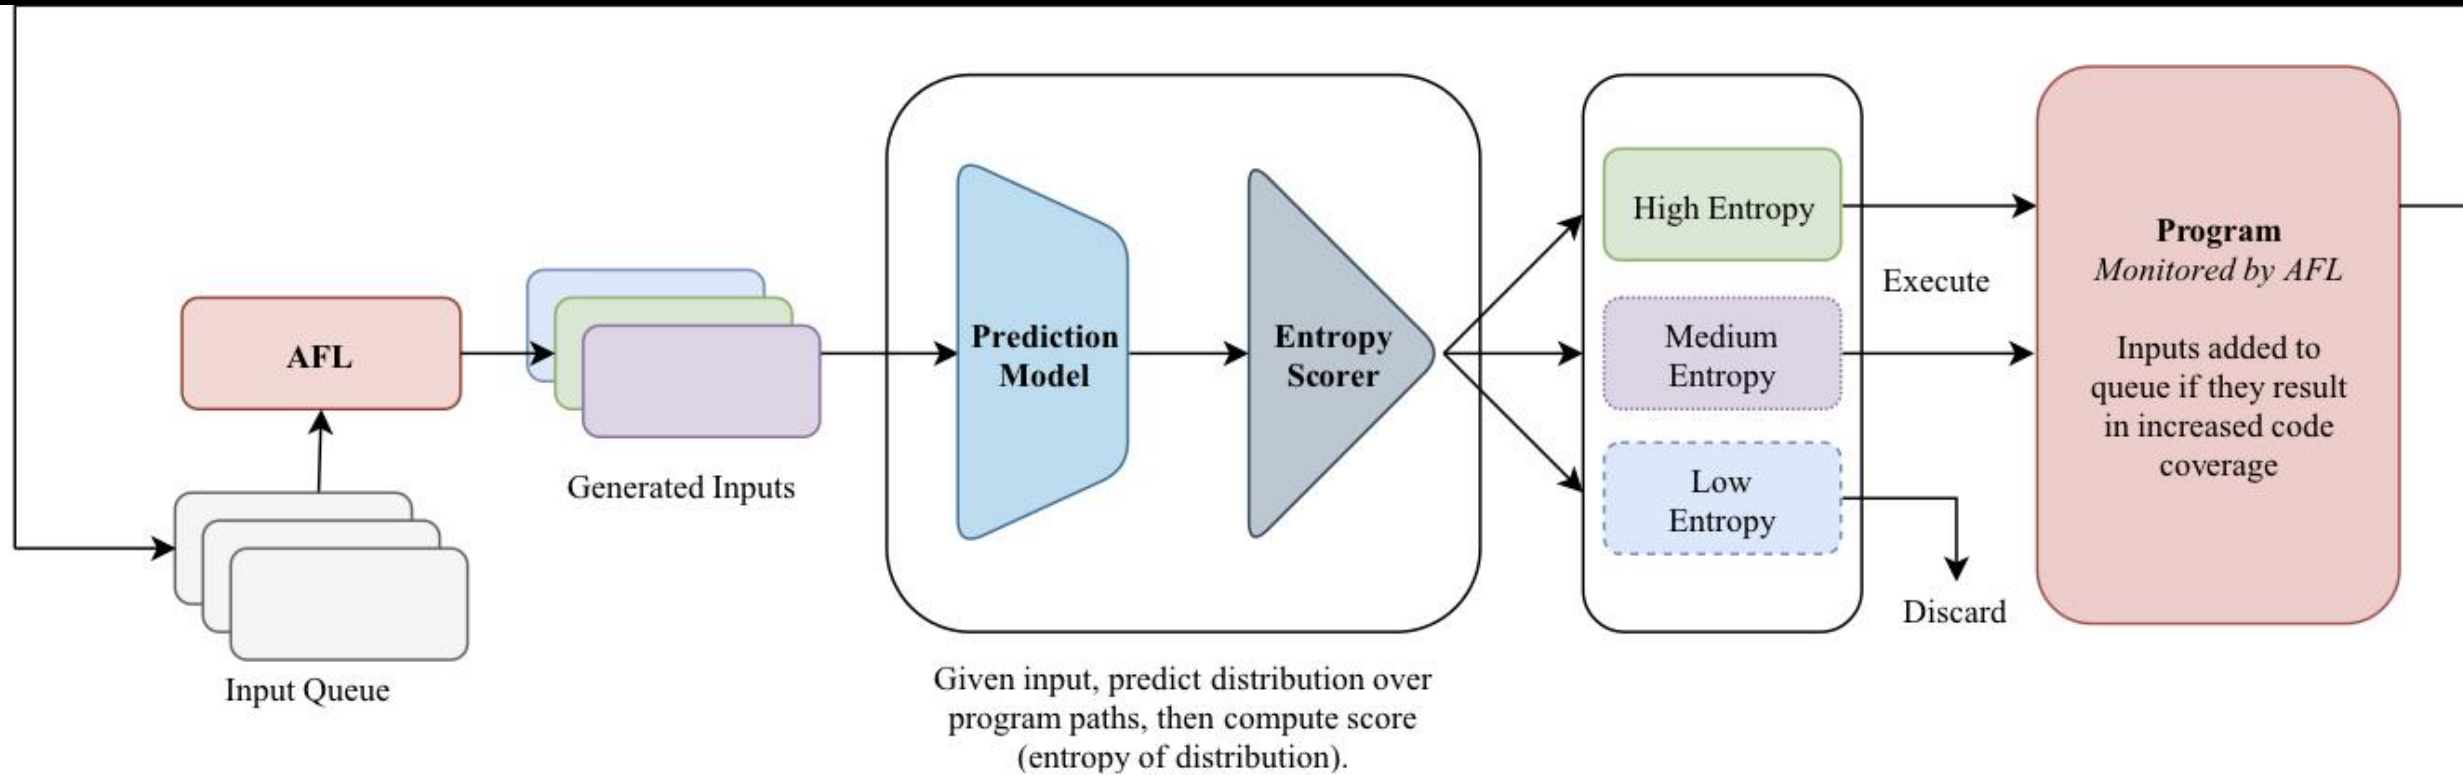 AFL
Input Queue
Generated Inputs
Prediction
Model
Entropy
Scorer
Given input, predict distribution over
program paths, then compute score
(entropy of distribution).
High Entropy
Medium
Entropy
Low
Entropy
Execute
Discard
Program
Monitored by AFL
Inputs added to
queue if they result
in increased code
coverage